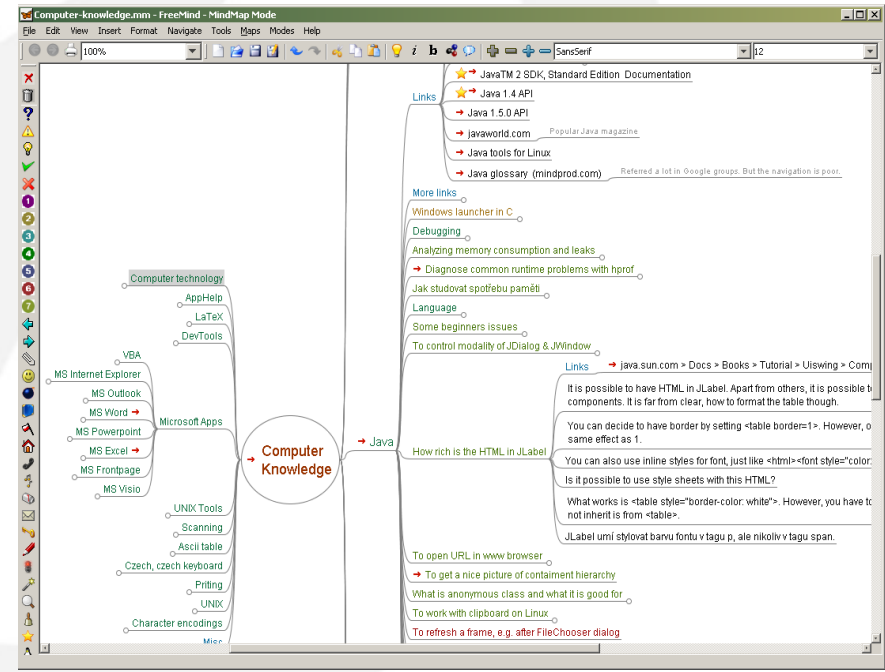 Computer-knowledge.mm - FreeMind - MindMap Mode
File Edit View Insert Format Navigate Tools Maps Modes Help
100% i b SansSerif 12
JavaTM 2 SDK, Standard Edition Documentation
Links
Java 1.4 API
Java 1.5.0 API
javaworld.com Popular Java magazine
Java tools for Linux
Java glossary (mindprod.com) Referred a lot in Google groups. But the navigation is poor.
More links
Windows launcher in C
Debugging
Analyzing memory consumption and leaks
Diagnose common runtime problems with hprof
Jak studovat spotřebu paměti
Language
Some beginners issues
To control modality of JDialog & JWindow
Computer technology
AppHelp
LaTeX
DevTools
VBA
MS Internet Explorer
MS Outlook
MS Word
MS Powerpoint
MS Excel
MS Frontpage
MS Visio
Microsoft Apps
Computer
Knowledge
Java
How rich is the HTML in JLabel
Links java.sun.com > Docs > Books > Tutorial > Uiswing > Comp
It is possible to have HTML in JLabel. Apart from others, it is possible to
components. It is far from clear, how to format the table though.
You can decide to have border by setting <table border=1>. However, o
same effect as 1.
You can also use inline styles for font, just like <html><font style="color:
Is it possible to use style sheets with this HTML?
What works is <table style="border-color: white">. However, you have to
not inherit is from <table>.
JLabel umí stylovat barvu fontu v tagu p, ale nikoliv v tagu span.
UNIX Tools
Scanning
Ascii table
Czech, czech keyboard
Priting
UNIX
Character encodings
Misc
To open URL in www browser
To get a nice picture of contaiment hierarchy
What is anonymous class and what it is good for
To work with clipboard on Linux
To refresh a frame, e.g. after FileChooser dialog
1
2
3
4
5
6
7